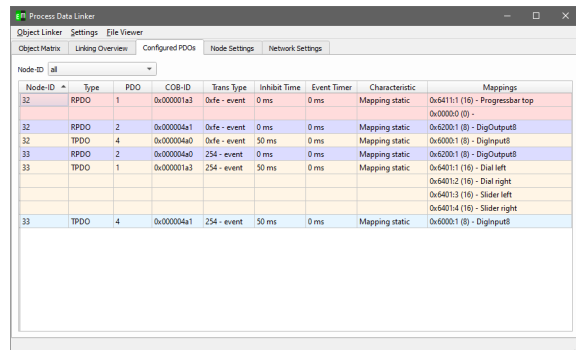 Process Data Linker
Object Linker Settings File Viewer
Object Matrix Linking Overview Configured PDOs Node Settings Network Settings
Node-ID all
Node-ID Type PDO COB-ID Trans Type Inhibit Time Event Timer Characteristic Mappings
32 RPDO 1 0x000001a3 0xfe - event 0 ms 0 ms Mapping static 0x6411:1 (16) - Progressbar top
0x0000:0 (0) -
32 RPDO 2 0x000004a1 0xfe - event 0 ms 0 ms Mapping static 0x6200:1 (8) - DigOutput8
32 TPDO 4 0x000004a0 0xfe - event 50 ms 0 ms Mapping static 0x6000:1 (8) - DigInput8
33 RPDO 2 0x000004a0 254 - event 0 ms 0 ms Mapping static 0x6200:1 (8) - DigOutput8
33 TPDO 1 0x000001a3 254 - event 50 ms 0 ms Mapping static 0x6401:1 (16) - Dial left
0x6401:2 (16) - Dial right
0x6401:3 (16) - Slider left
0x6401:4 (16) - Slider right
33 TPDO 4 0x000004a1 254 - event 50 ms 0 ms Mapping static 0x6000:1 (8) - DigInput8